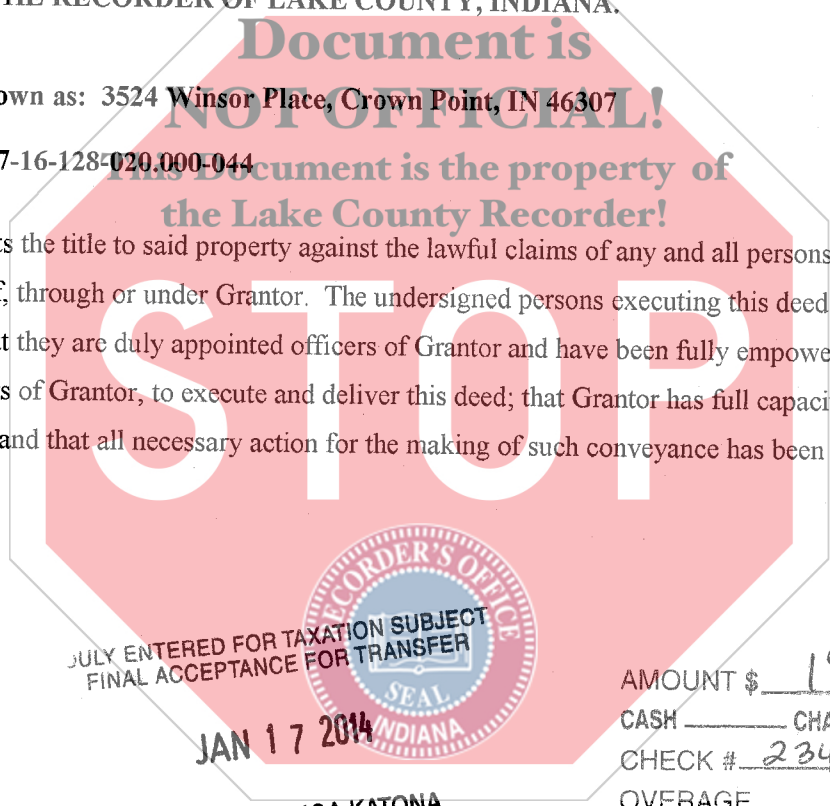 THE RECORDER OF LAKE COUNTY, INDIANA.
Document is
own as: 3524 Winsor Place, Crown Point, IN 46307
NOT OFFICIAL!
7-16-128-020.000-044
This Document is the property of
the Lake County Recorder!
ts the title to said property against the lawful claims of any and all persons
f, through or under Grantor. The undersigned persons executing this deed
t they are duly appointed officers of Grantor and have been fully empowe
s of Grantor, to execute and deliver this deed; that Grantor has full capaci
and that all necessary action for the making of such conveyance has been
STOP
RECORDER'S OFFICE
SEAL
INDIANA
DULY ENTERED FOR TAXATION SUBJECT
FINAL ACCEPTANCE FOR TRANSFER
JAN 17 2014
KATONA
AMOUNT $ 1
CASH CHA
CHECK # 234
OVERAGE